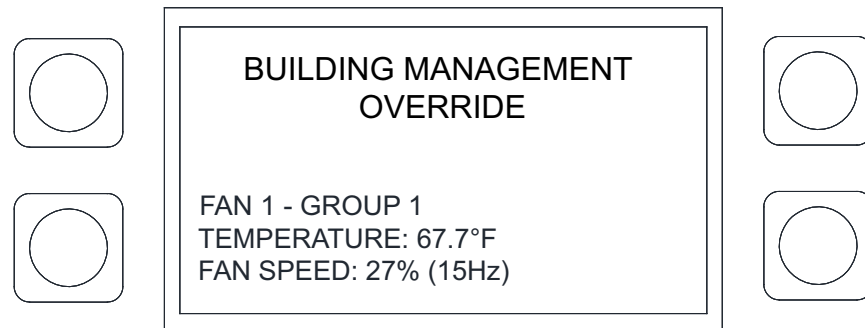 BUILDING MANAGEMENT
OVERRIDE
FAN 1 - GROUP 1
TEMPERATURE: 67.7°F
FAN SPEED: 27% (15Hz)